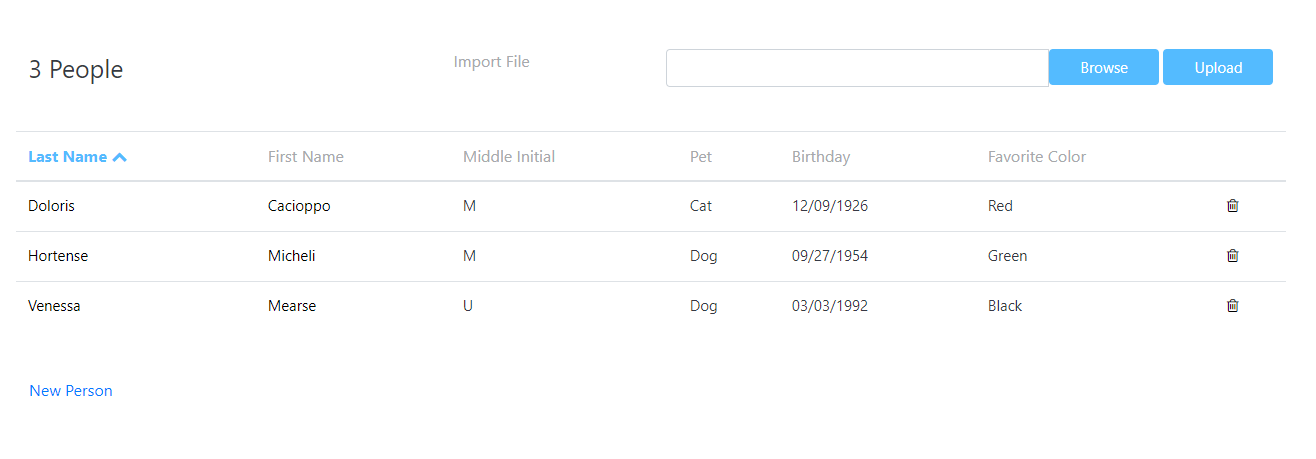 3 People Import File Browse Upload
Last Name First Name Middle Initial Pet Birthday Favorite Color
Doloris Cacioppo M Cat 12/09/1926 Red
Hortense Micheli M Dog 09/27/1954 Green
Venessa Mearse U Dog 03/03/1992 Black
New Person